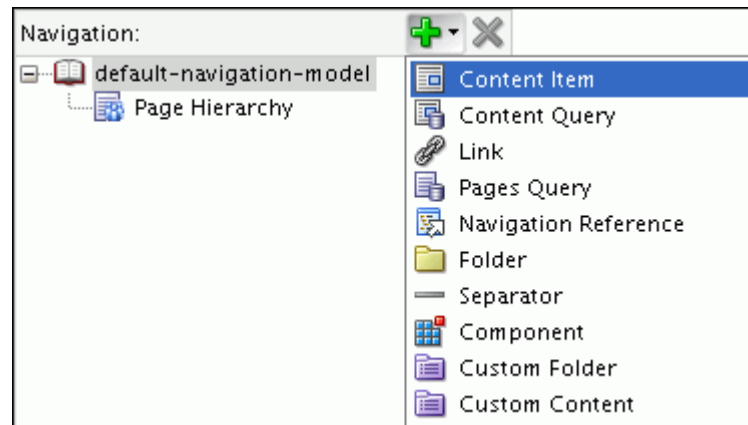 Navigation:
default-navigation-model
Page Hierarchy
Content Item
Content Query
Link
Pages Query
Navigation Reference
Folder
Separator
Component
Custom Folder
Custom Content